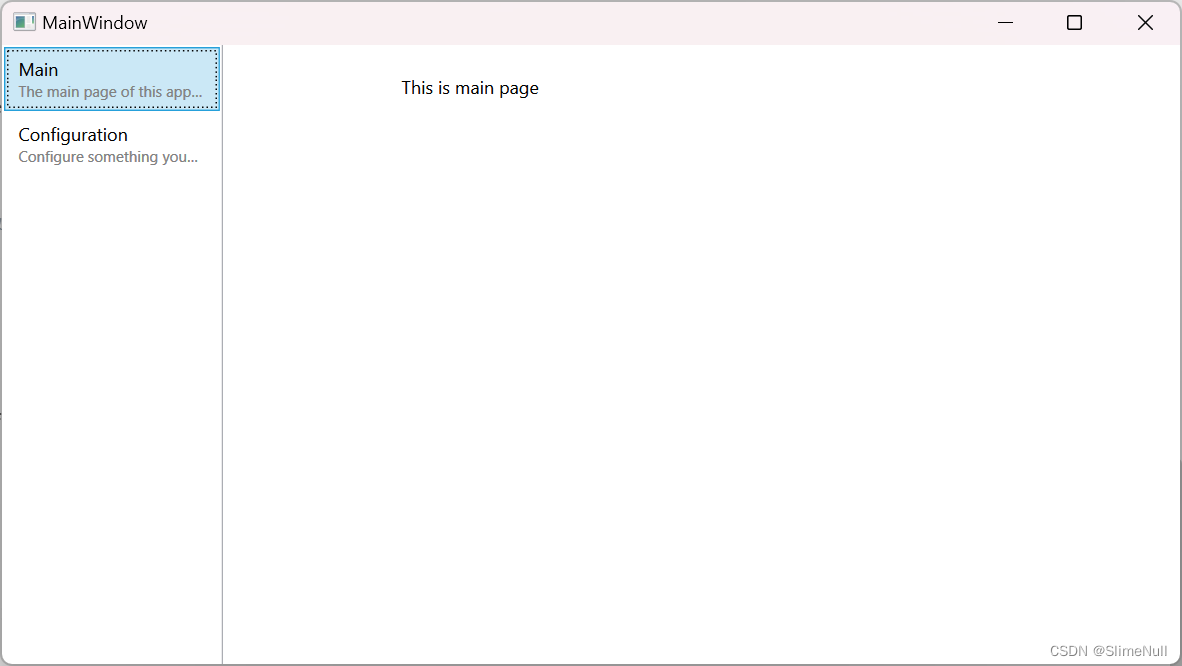 MainWindow
Main
The main page of this app...
Configuration
Configure something you...
This is main page
CSDN @SlimeNull